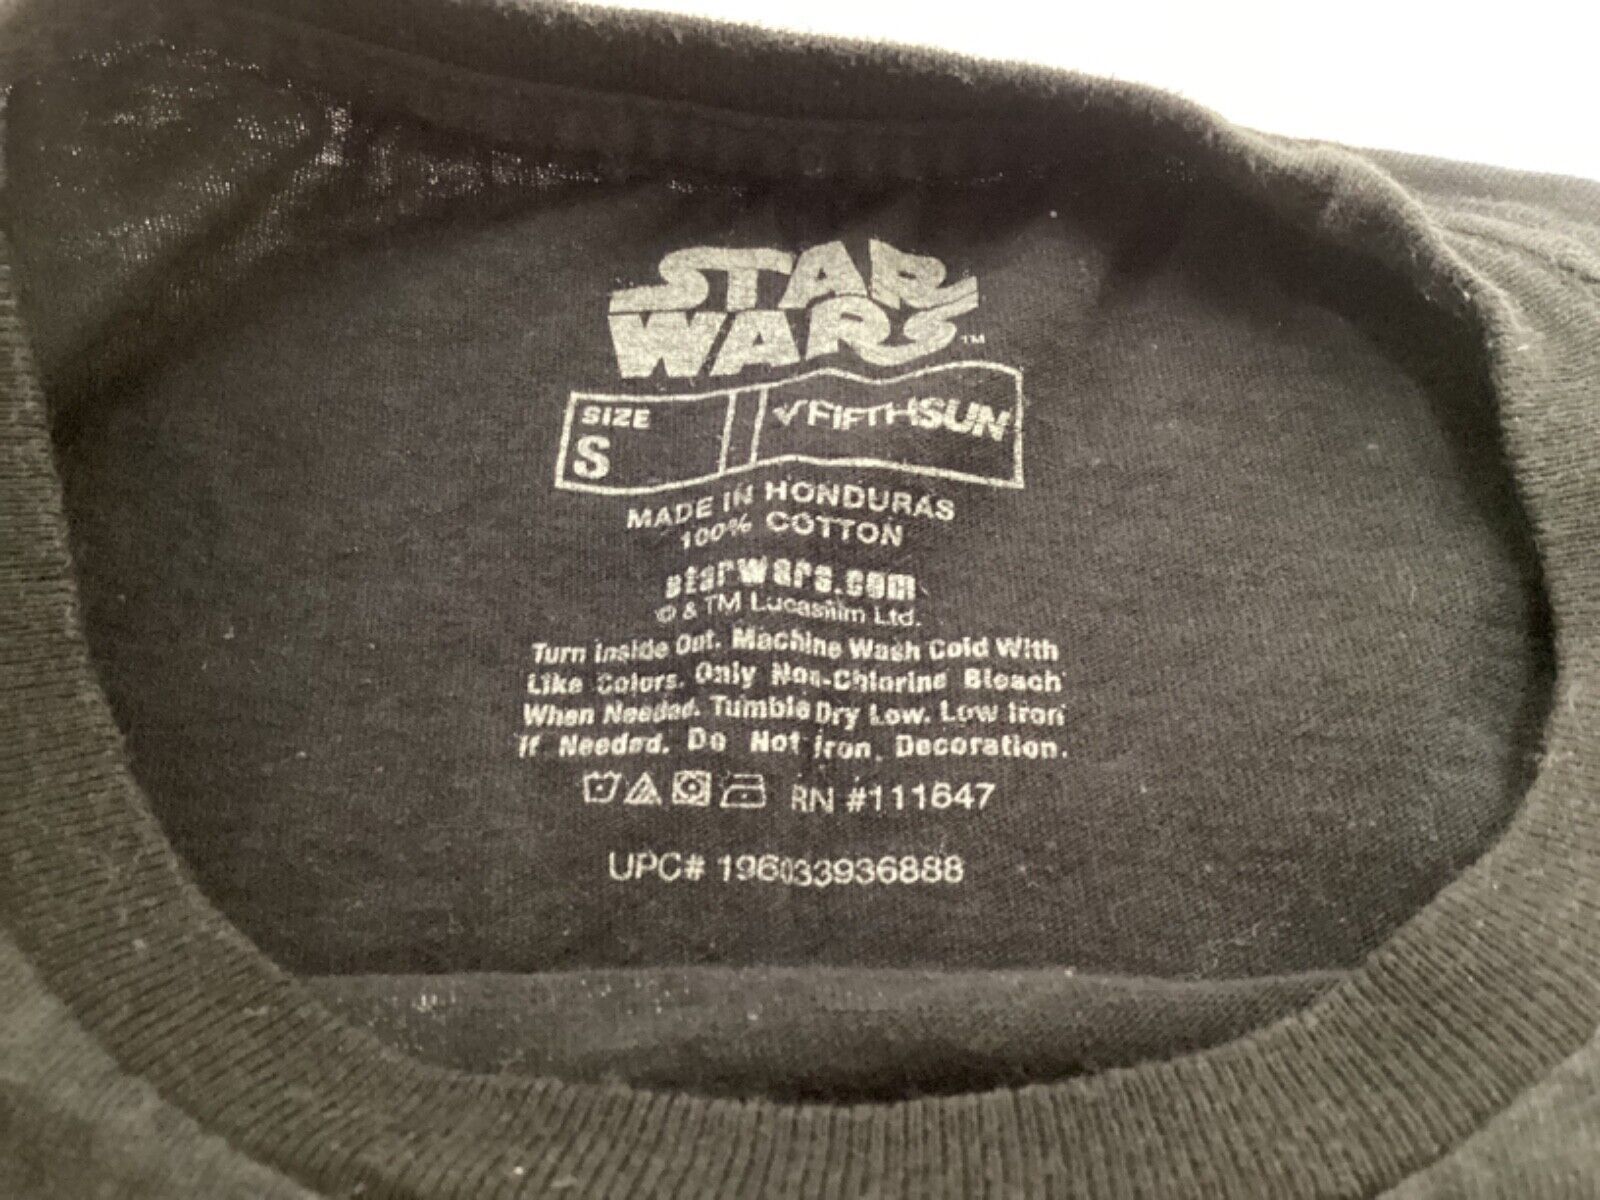 STAR
WARS™
SIZE
S
FIFTHSUN
MADE IN HONDURAS
100% COTTON
starwars.com
© & TM Lucasfilm Ltd.
Turn Inside Out. Machine Wash Cold With
Like Colors. Only Non-Chlorine Bleach
When Needed. Tumble Dry Low. Low Iron
If Needed. Do Not Iron. Decoration.
RN #111647
UPC# 196033936888